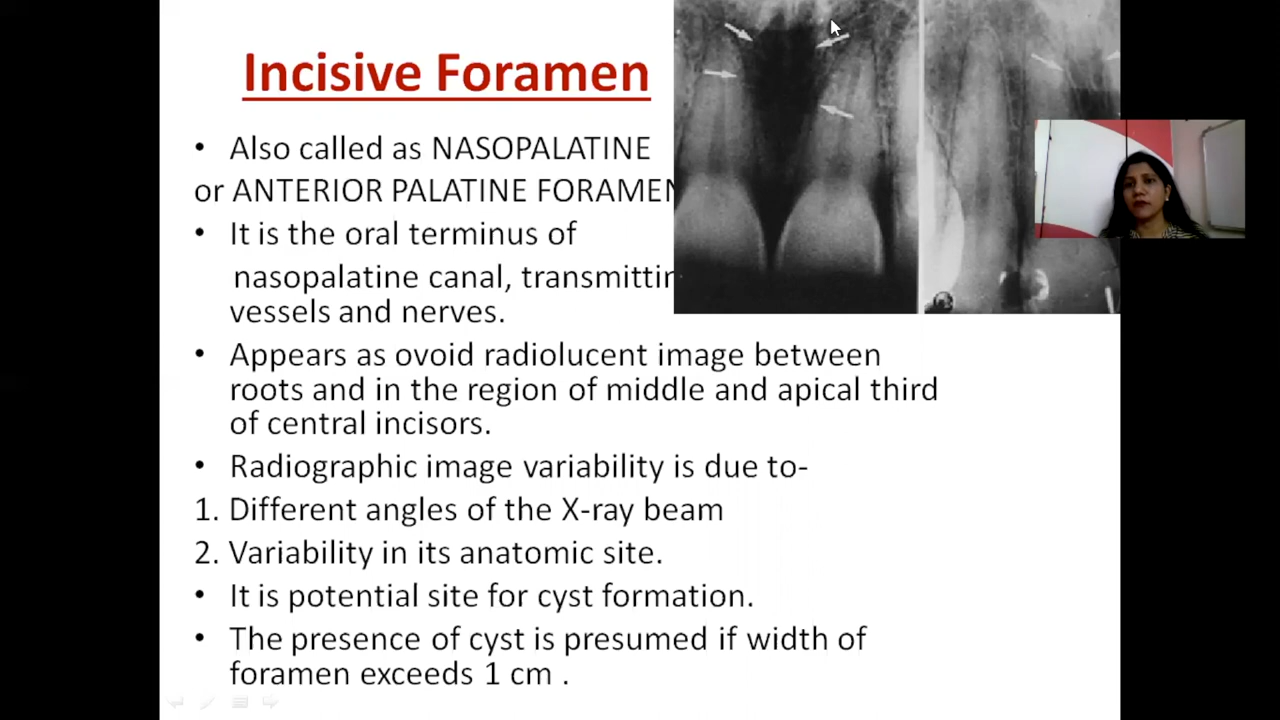 Incisive Foramen
• Also called as NASOPALATINE
or ANTERIOR PALATINE FORAMEN
• It is the oral terminus of
nasopalatine canal, transmittin
vessels and nerves.
• Appears as ovoid radiolucent image between
roots and in the region of middle and apical third
of central incisors.
• Radiographic image variability is due to-
1. Different angles of the X-ray beam
2. Variability in its anatomic site.
• It is potential site for cyst formation.
• The presence of cyst is presumed if width of
foramen exceeds 1 cm .